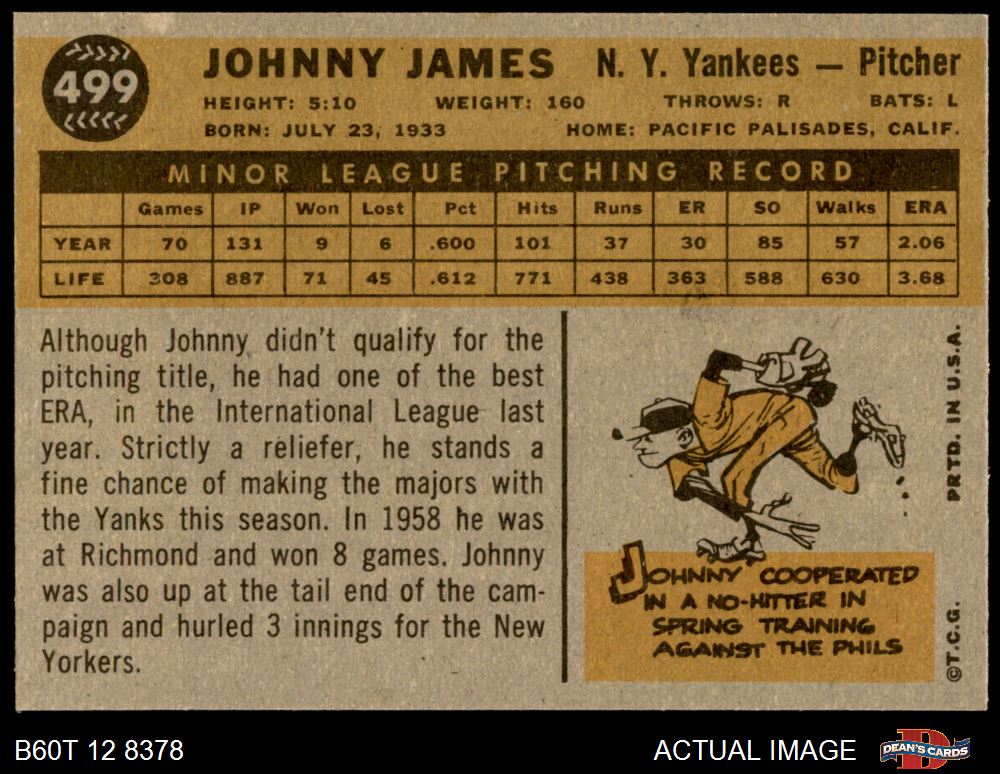 499
JOHNNY JAMES N. Y. Yankees — Pitcher
HEIGHT: 5:10 WEIGHT: 160 THROWS: R BATS: L
BORN: JULY 23, 1933 HOME: PACIFIC PALISADES, CALIF.
MINOR LEAGUE PITCHING RECORD
Games IP Won Lost Pct Hits Runs ER SO Walks ERA
YEAR 70 131 9 6 .600 101 37 30 85 57 2.06
LIFE 308 887 71 45 .612 771 438 363 588 630 3.68
Although Johnny didn't qualify for the
pitching title, he had one of the best
ERA, in the International League last
year. Strictly a reliefer, he stands a
fine chance of making the majors with
the Yanks this season. In 1958 he was
at Richmond and won 8 games. Johnny
was also up at the tail end of the cam-
paign and hurled 3 innings for the New
Yorkers.
JOHNNY COOPERATED
IN A NO-HITTER IN
SPRING TRAINING
AGAINST THE PHILS
©T.C.G. PRTD. IN U.S.A.
B60T 12 8378 ACTUAL IMAGE DEAN'S CARDS